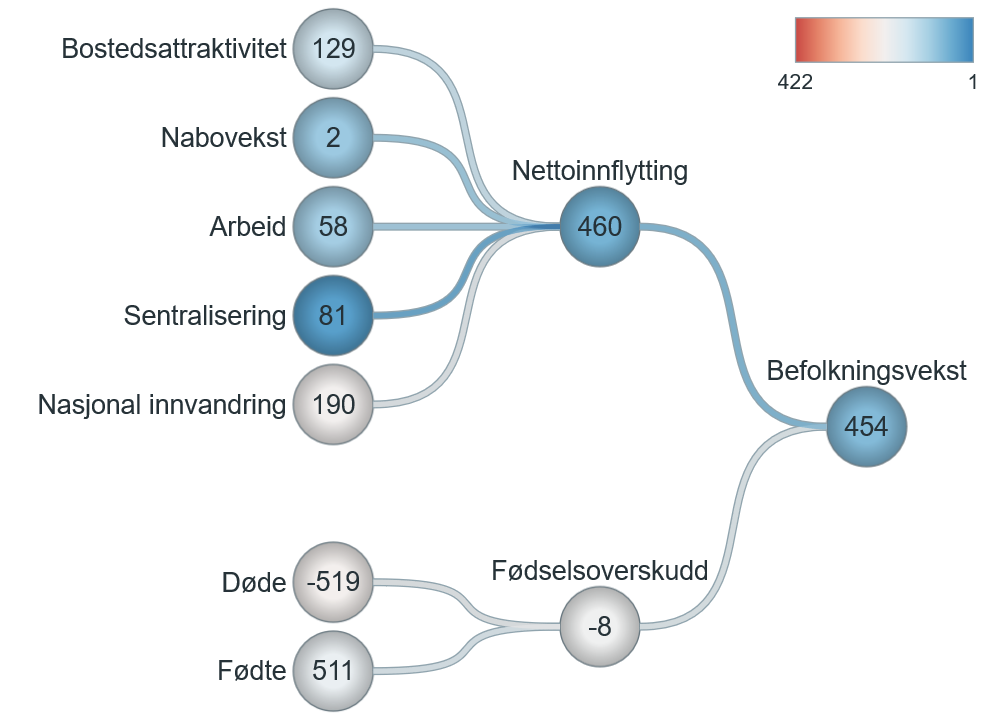 Bostedsattraktivitet 129
Nabovekst 2
Arbeid 58
Sentralisering 81
Nasjonal innvandring 190
Døde -519
Fødte 511
Nettoinnflytting
460
Fødselsoverskudd
-8
Befolkningsvekst
454
422 1